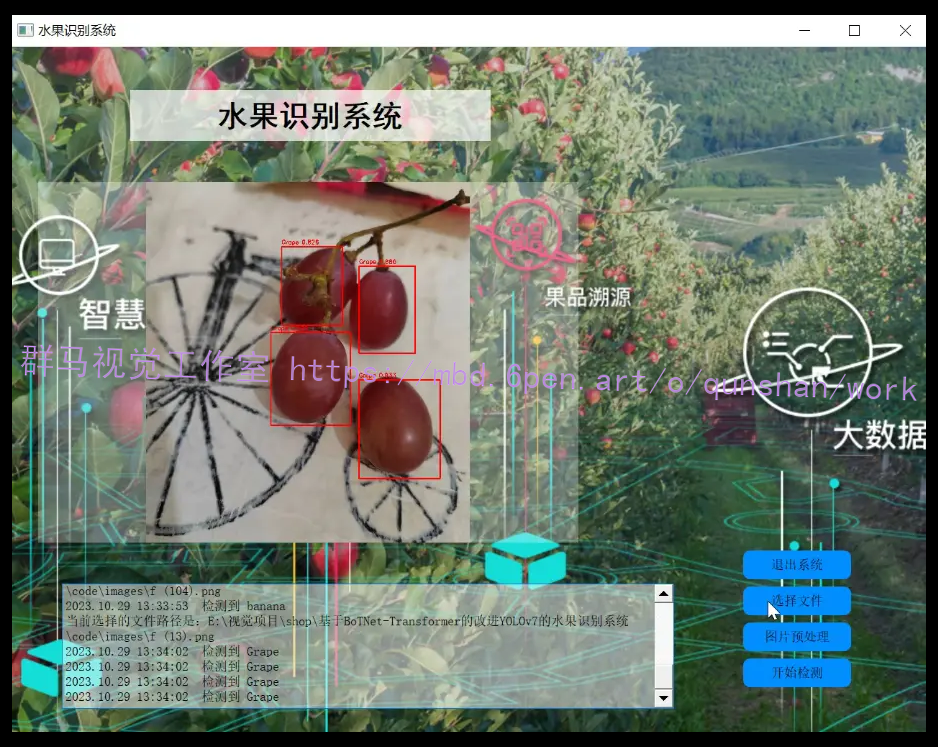 水果识别系统
水果识别系统
Grape 0.826
智慧
果品溯源
群马视觉工作室 https://mbd.6pen.art/o/qunshan/work
大数据
退出系统
选择文件
图片预处理
开始检测
\code\images\f (104).png
2023.10.29 13:33:53 检测到 banana
当前选择的文件路径是: E:\视觉项目\shop\基于BoTNet-Transformer的改进YOLOv7的水果识别系统
\code\images\f (13).png
2023.10.29 13:34:02 检测到 Grape
2023.10.29 13:34:02 检测到 Grape
2023.10.29 13:34:02 检测到 Grape
2023.10.29 13:34:02 检测到 Grape